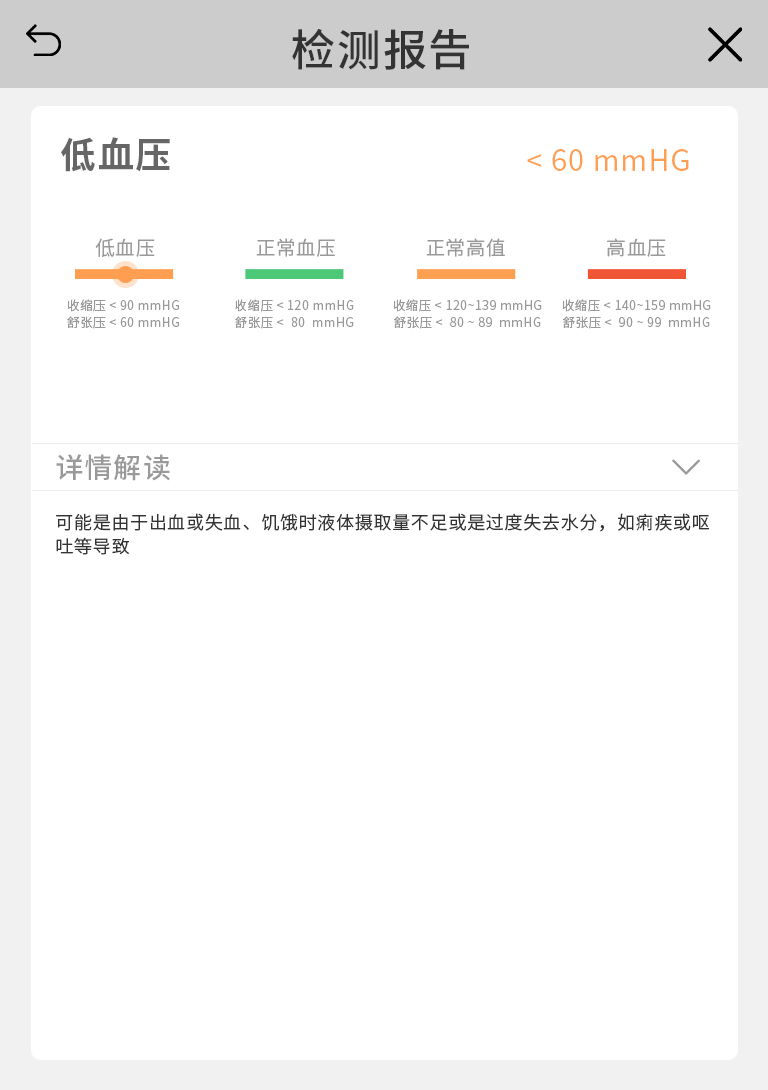 检测报告
低血压
< 60 mmHG
低血压 正常血压 正常高值 高血压
收缩压 < 90 mmHG 收缩压 < 120 mmHG 收缩压 < 120~139 mmHG 收缩压 < 140~159 mmHG
舒张压 < 60 mmHG 舒张压 < 80 mmHG 舒张压 < 80 ~ 89 mmHG 舒张压 < 90 ~ 99 mmHG
详情解读
可能是由于出血或失血、饥饿时液体摄取量不足或是过度失去水分，如痢疾或呕
吐等导致